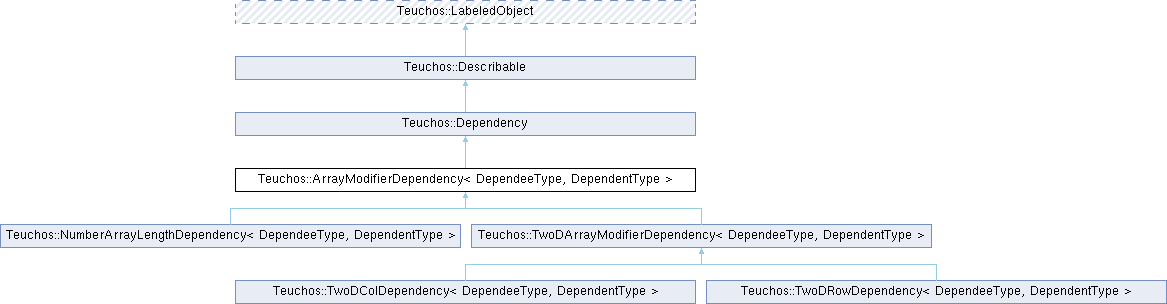 Teuchos::LabeledObject
Teuchos::Describable
Teuchos::Dependency
Teuchos::ArrayModifierDependency< DependeeType, DependentType >
Teuchos::NumberArrayLengthDependency< DependeeType, DependentType >
Teuchos::TwoDArrayModifierDependency< DependeeType, DependentType >
Teuchos::TwoDColDependency< DependeeType, DependentType >
Teuchos::TwoDRowDependency< DependeeType, DependentType >